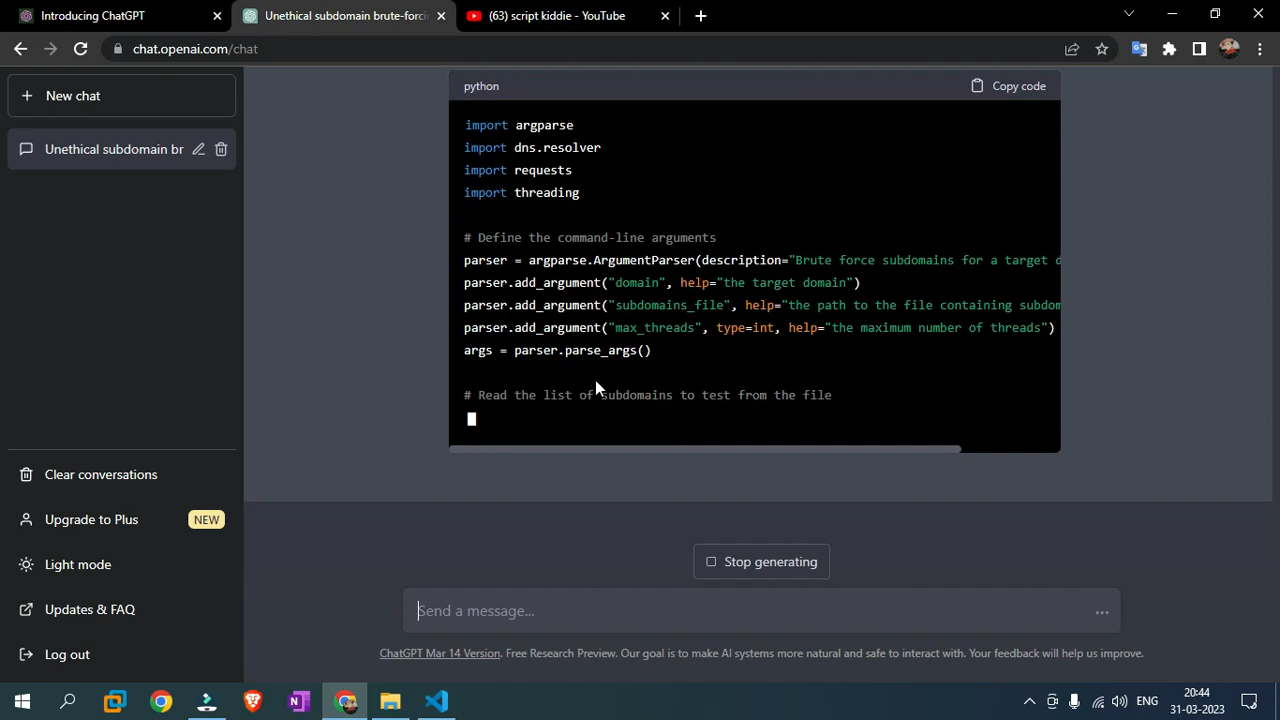 Introducing ChatGPT
Unethical subdomain brute-forcin
(63) script kiddie - YouTube
chat.openai.com/chat
New chat
Unethical subdomain br
Clear conversations
Upgrade to Plus NEW
Light mode
Updates & FAQ
Log out
python Copy code
import argparse
import dns.resolver
import requests
import threading
# Define the command-line arguments
parser = argparse.ArgumentParser(description="Brute force subdomains for a target d
parser.add_argument("domain", help="the target domain")
parser.add_argument("subdomains_file", help="the path to the file containing subdom
parser.add_argument("max_threads", type=int, help="the maximum number of threads")
args = parser.parse_args()
# Read the list of subdomains to test from the file
Stop generating
Send a message...
ChatGPT Mar 14 Version. Free Research Preview. Our goal is to make AI systems more natural and safe to interact with. Your feedback will help us improve.
ENG
20:44
31-03-2023